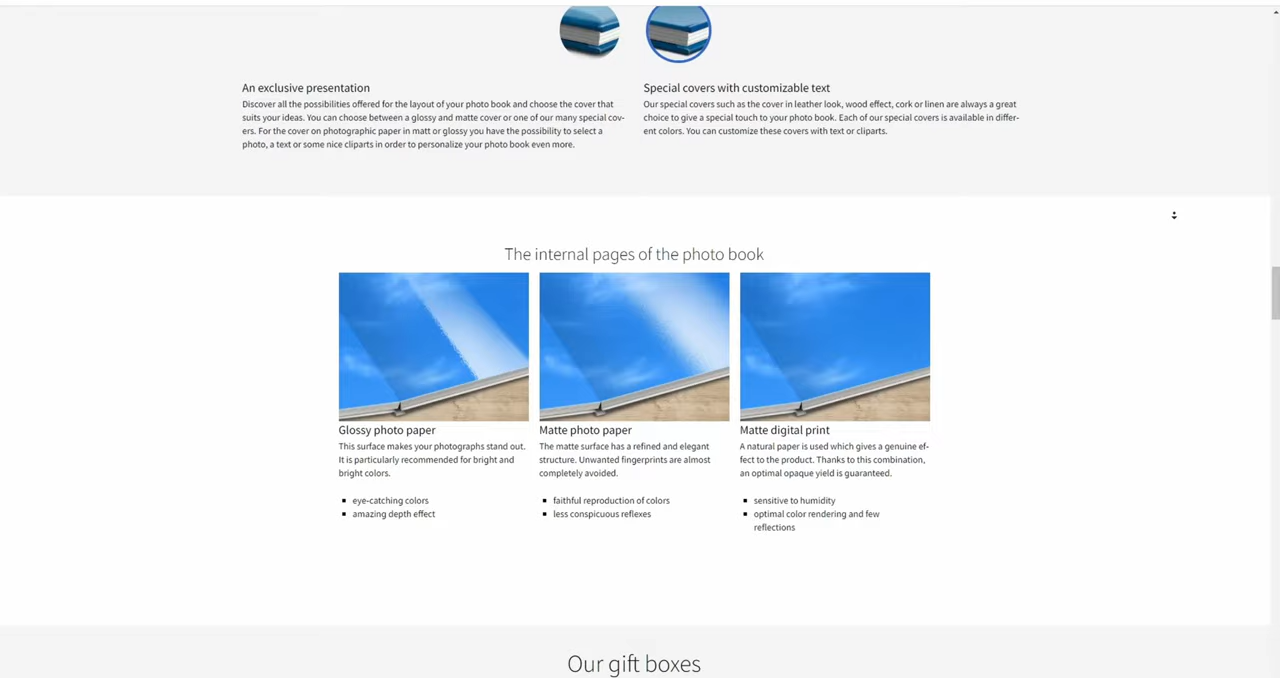 An exclusive presentation
Discover all the possibilities offered for the layout of your photo book and choose the cover that
suits your ideas. You can choose between a glossy and matte cover or one of our many special cov-
ers. For the cover on photographic paper in matt or glossy you have the possibility to select a
photo, a text or some nice cliparts in order to personalize your photo book even more.
Special covers with customizable text
Our special covers such as the cover in leather look, wood effect, cork or linen are always a great
choice to give a special touch to your photo book. Each of our special covers is available in differ-
ent colors. You can customize these covers with text or cliparts.
The internal pages of the photo book
Glossy photo paper
This surface makes your photographs stand out.
It is particularly recommended for bright and
bright colors.
eye-catching colors
amazing depth effect
Matte photo paper
The matte surface has a refined and elegant
structure. Unwanted fingerprints are almost
completely avoided.
faithful reproduction of colors
less conspicuous reflexes
Matte digital print
A natural paper is used which gives a genuine ef-
fect to the product. Thanks to this combination,
an optimal opaque yield is guaranteed.
sensitive to humidity
optimal color rendering and few
reflections
Our gift boxes